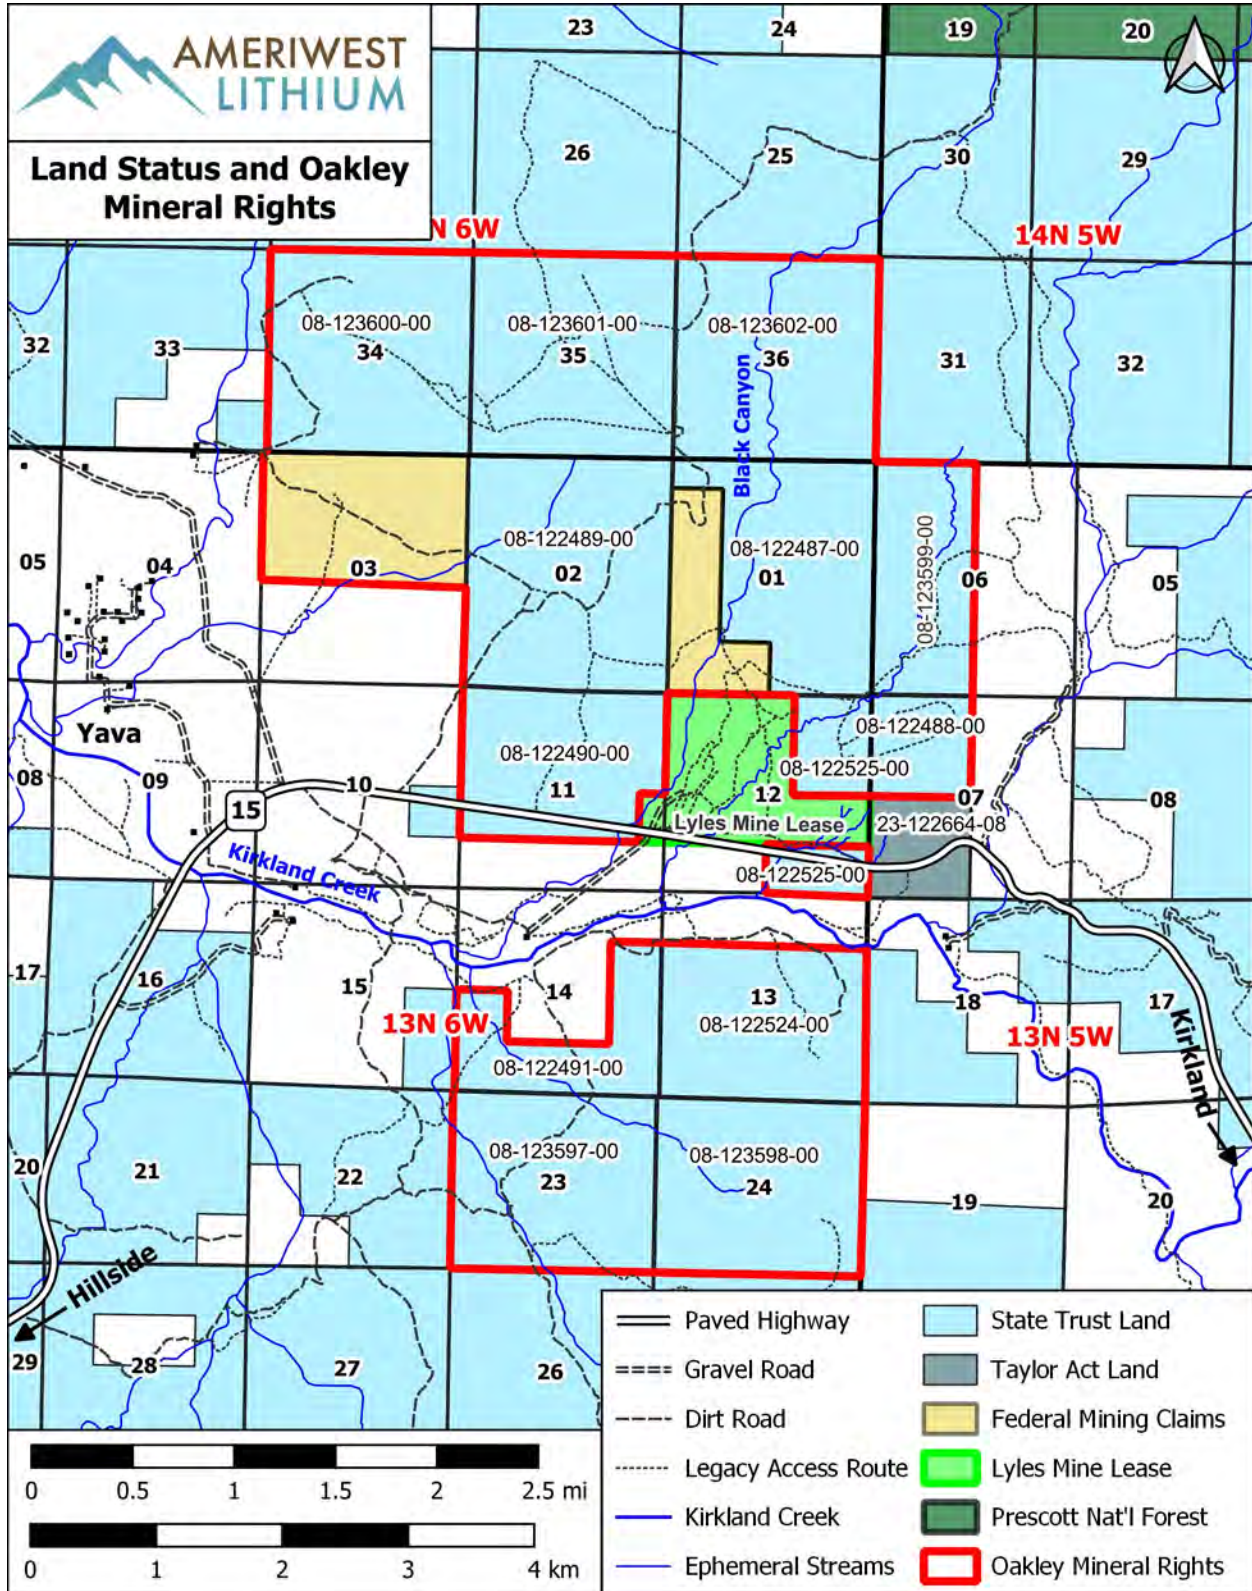 AMERIWEST
LITHIUM
Land Status and Oakley
Mineral Rights
23
24
19
20
26
25
30
29
N 6W
14N 5W
08-123600-00
08-123601-00
08-123602-00
32
33
34
35
36
31
32
Black Canyon
08-122489-00
08-122487-00
08-123599-00
05
04
03
02
01
06
05
Yava
08-122490-00
08-122488-00
08-122525-00
08
09
10
11
12
07
08
15
Lyles Mine Lease
23-122664-08
Kirkland Creek
08-122525-00
17
16
15
14
13
18
17
13N 6W
08-122524-00
13N 5W
Kirkland
08-122491-00
08-123597-00
08-123598-00
20
21
22
23
24
19
20
Hillside
29
28
27
26
Paved Highway
State Trust Land
Gravel Road
Taylor Act Land
Dirt Road
Federal Mining Claims
Legacy Access Route
Lyles Mine Lease
Kirkland Creek
Prescott Nat'l Forest
Ephemeral Streams
Oakley Mineral Rights
0 0.5 1 2 2.5 mi
0 1 2 3 4 km